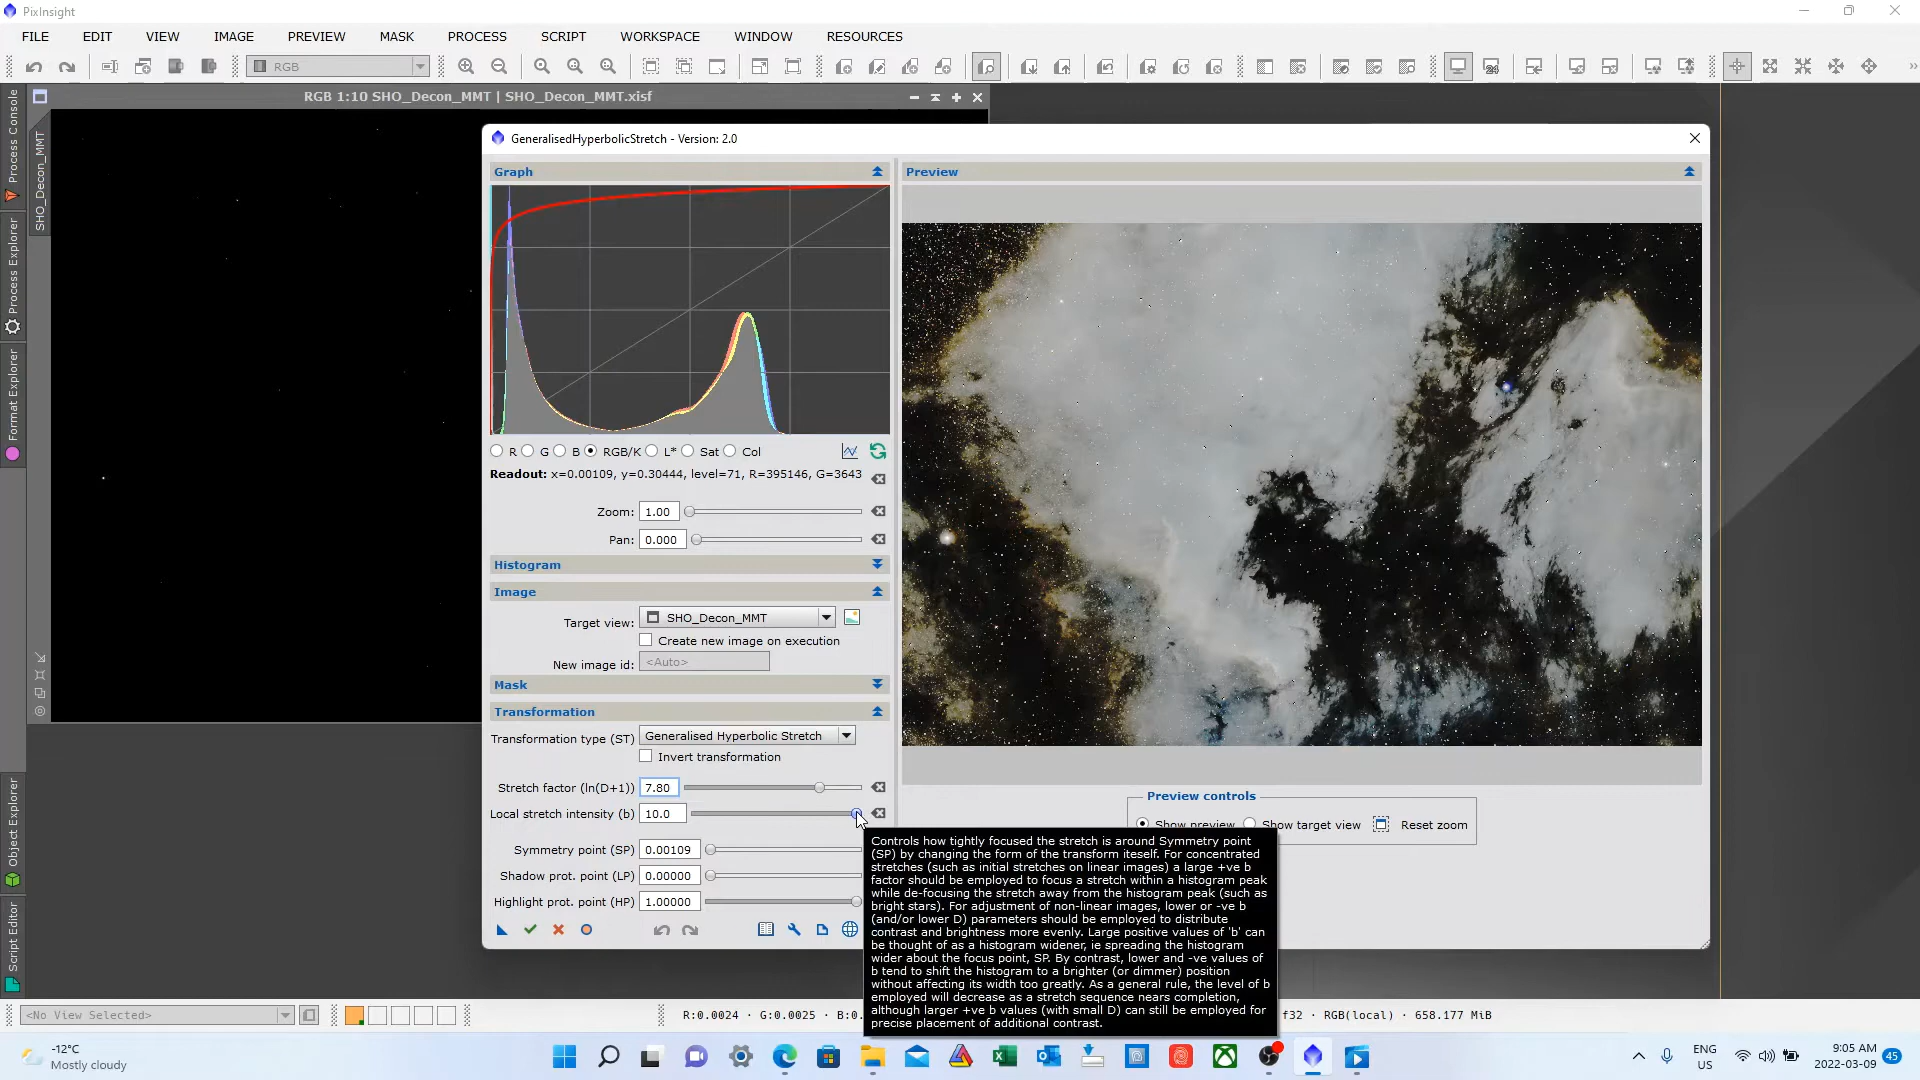 PixInsight
FILE EDIT VIEW IMAGE PREVIEW MASK PROCESS SCRIPT WORKSPACE WINDOW RESOURCES
RGB
RGB 1:10 SHO_Decon_MMT | SHO_Decon_MMT.xisf
Process Console
Process Explorer
Format Explorer
Object Explorer
Script Editor
SHO_Decon_MMT
GeneralisedHyperbolicStretch - Version: 2.0
Graph
Preview
R G B RGB/K L* Sat Col
Readout: x=0.00109, y=0.30444, level=71, R=395146, G=3643
Zoom: 1.00
Pan: 0.000
Histogram
Image
Target view: SHO_Decon_MMT
Create new image on execution
New image id: <Auto>
Mask
Transformation
Transformation type (ST) Generalised Hyperbolic Stretch
Invert transformation
Stretch factor (ln(D+1)) 7.80
Local stretch intensity (b) 10.0
Symmetry point (SP) 0.00109
Shadow prot. point (LP) 0.00000
Highlight prot. point (HP) 1.00000
Preview controls
Show preview Show target view Reset zoom
Controls how tightly focused the stretch is around Symmetry point
(SP) by changing the form of the transform iteself. For concentrated
stretches (such as initial stretches on linear images) a large +ve b
factor should be employed to focus a stretch within a histogram peak
while de-focusing the stretch away from the histogram peak (such as
bright stars). For adjustment of non-linear images, lower or -ve b
(and/or lower D) parameters should be employed to distribute
contrast and brightness more evenly. Large positive values of 'b' can
be thought of as a histogram widener, ie spreading the histogram
wider about the focus point, SP. By contrast, lower and -ve values of
b tend to shift the histogram to a brighter (or dimmer) position
without affecting its width too greatly. As a general rule, the level of b
employed will decrease as a stretch sequence nears completion,
although larger +ve b values (with small D) can still be employed for
precise placement of additional contrast.
<No View Selected>
R:0.0024 · G:0.0025 · B:0.
f32 · RGB(local) · 658.177 MiB
-12°C
Mostly cloudy
ENG
US
9:05 AM
2022-03-09
45